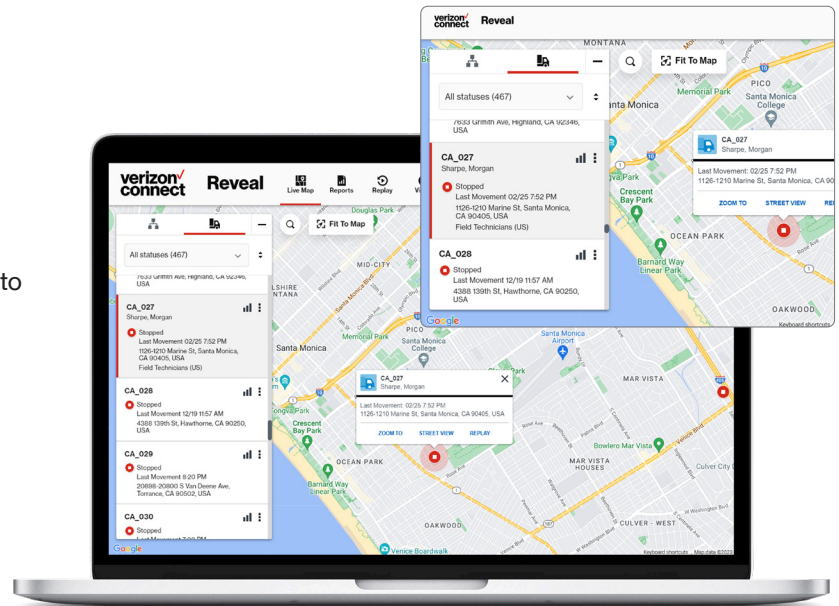 verizon
connect
Reveal
MONTANA
Fit To Map
PICO
Memorial Park
Santa Monica
College
All statuses (467)
7633 Griffith Ave, Highland, CA 92346,
USA
CA_027
Sharpe, Morgan
Stopped
Last Movement 02/25 7:52 PM
1126-1210 Marine St, Santa Monica,
CA 90405, USA
Field Technicians (US)
CA_028
Stopped
Last Movement 12/19 11:57 AM
4388 139th St, Hawthorne, CA 90250,
USA
Crescent
Bay Park
OCEAN PARK
Barnard Way
Linear Park
CA_027
Sharpe, Morgan
Last Movement: 02/25 7:52 PM
1126-1210 Marine St, Santa Monica, CA 90
ZOOM TO
STREET VIEW
OAKWOOD
Google
Keyboard shortcuts
to
verizon
connect
Reveal
Live Map
Reports
Replay
Douglas Park
Fit To Map
All statuses (467)
USA
MID-CITY
CA_027
Sharpe, Morgan
Stopped
Last Movement 02/25 7:52 PM
1126-1210 Marine St, Santa Monica,
CA 90405, USA
Field Technicians (US)
CA_028
Stopped
Last Movement 12/19 11:57 AM
4388 139th St, Hawthorne, CA 90250,
USA
CA_029
Stopped
Last Movement 8:20 PM
20898-20800 S Van Deene Ave,
Torrance, CA 90502, USA
CA_030
Stopped
Santa Monica
PICO
Memorial Park
Santa Monica
College
Santa Monica
Airport
CA_027
Sharpe, Morgan
Last Movement: 02/25 7:52 PM
1126-1210 Marine St, Santa Monica, CA 90405, USA
ZOOM TO
STREET VIEW
REPLAY
MAR VISTA
Crescent
Bay Park
OCEAN PARK
Barnard Way
Linear Park
Bowlero Mar Vista
MAR VISTA
HOUSES
Culver City
OAKWOOD
CULVER - WEST
Venice Boardwalk
Google
Keyboard shortcuts
Map data ©2023